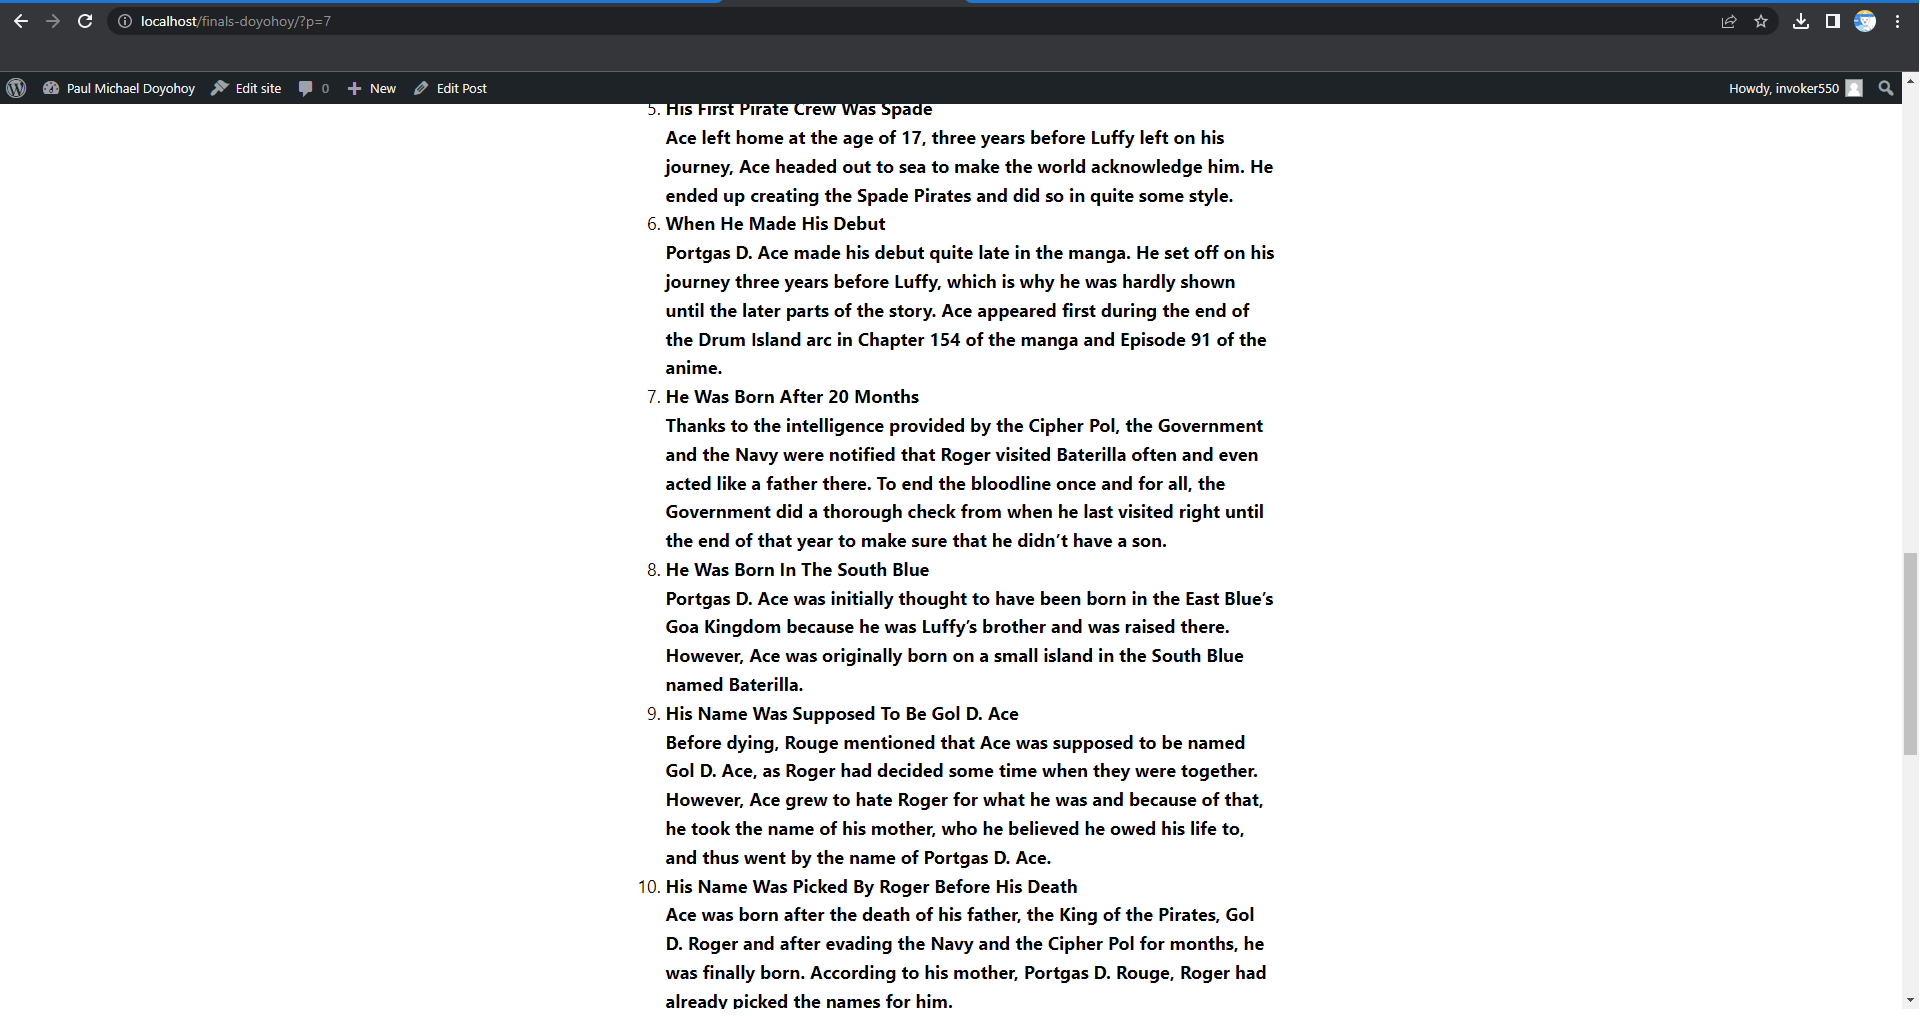 localhost/finals-doyohoy/?p=7
Paul Michael Doyohoy Edit site 0 New Edit Post Howdy, invoker550
5. His First Pirate Crew Was Spade
Ace left home at the age of 17, three years before Luffy left on his
journey, Ace headed out to sea to make the world acknowledge him. He
ended up creating the Spade Pirates and did so in quite some style.
6. When He Made His Debut
Portgas D. Ace made his debut quite late in the manga. He set off on his
journey three years before Luffy, which is why he was hardly shown
until the later parts of the story. Ace appeared first during the end of
the Drum Island arc in Chapter 154 of the manga and Episode 91 of the
anime.
7. He Was Born After 20 Months
Thanks to the intelligence provided by the Cipher Pol, the Government
and the Navy were notified that Roger visited Baterilla often and even
acted like a father there. To end the bloodline once and for all, the
Government did a thorough check from when he last visited right until
the end of that year to make sure that he didn’t have a son.
8. He Was Born In The South Blue
Portgas D. Ace was initially thought to have been born in the East Blue’s
Goa Kingdom because he was Luffy’s brother and was raised there.
However, Ace was originally born on a small island in the South Blue
named Baterilla.
9. His Name Was Supposed To Be Gol D. Ace
Before dying, Rouge mentioned that Ace was supposed to be named
Gol D. Ace, as Roger had decided some time when they were together.
However, Ace grew to hate Roger for what he was and because of that,
he took the name of his mother, who he believed he owed his life to,
and thus went by the name of Portgas D. Ace.
10. His Name Was Picked By Roger Before His Death
Ace was born after the death of his father, the King of the Pirates, Gol
D. Roger and after evading the Navy and the Cipher Pol for months, he
was finally born. According to his mother, Portgas D. Rouge, Roger had
already picked the names for him.